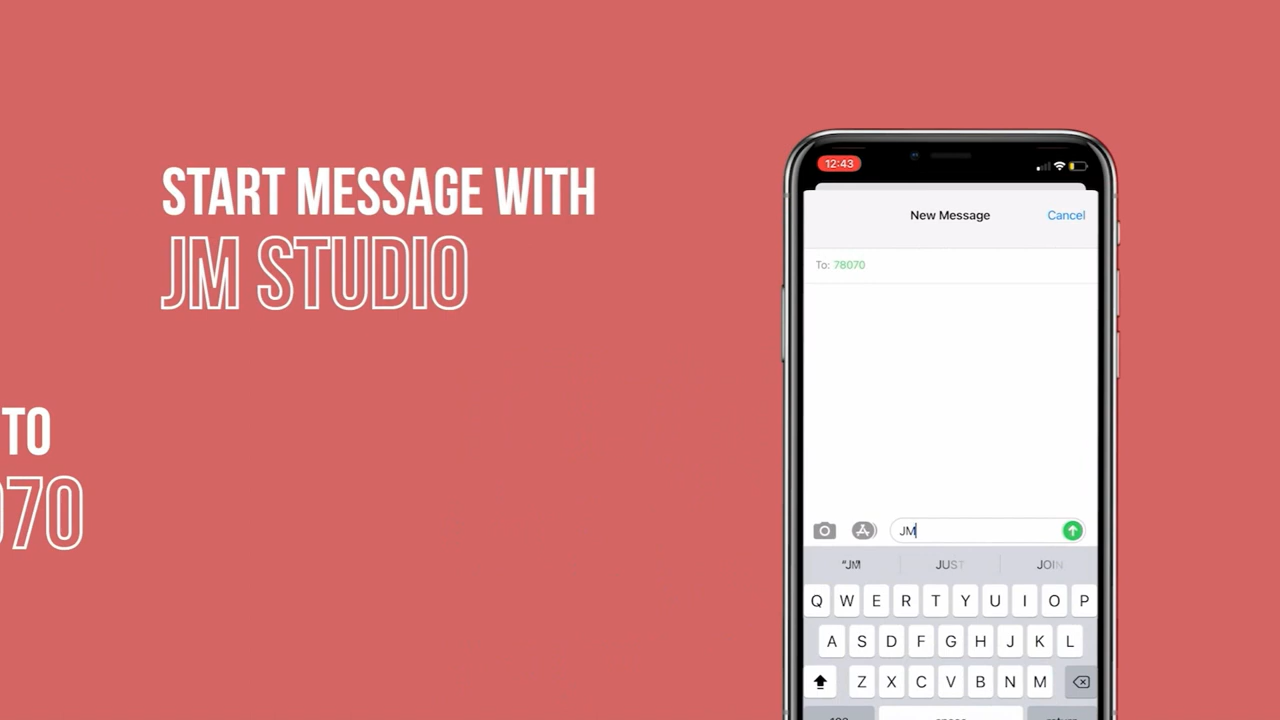 START MESSAGE WITH
JM STUDIO
TO
070
12:43
New Message
Cancel
To: 78070
JM
"JM"
JUST
JOIN
Q W E R T Y U I O P
A S D F G H J K L
Z X C V B N M